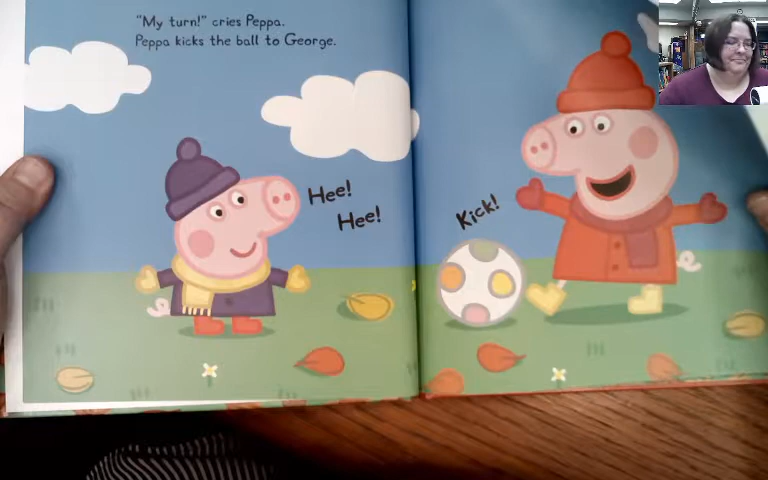 "My turn!" cries Peppa.
Peppa kicks the ball to George.
Hee!
Hee!
Kick!